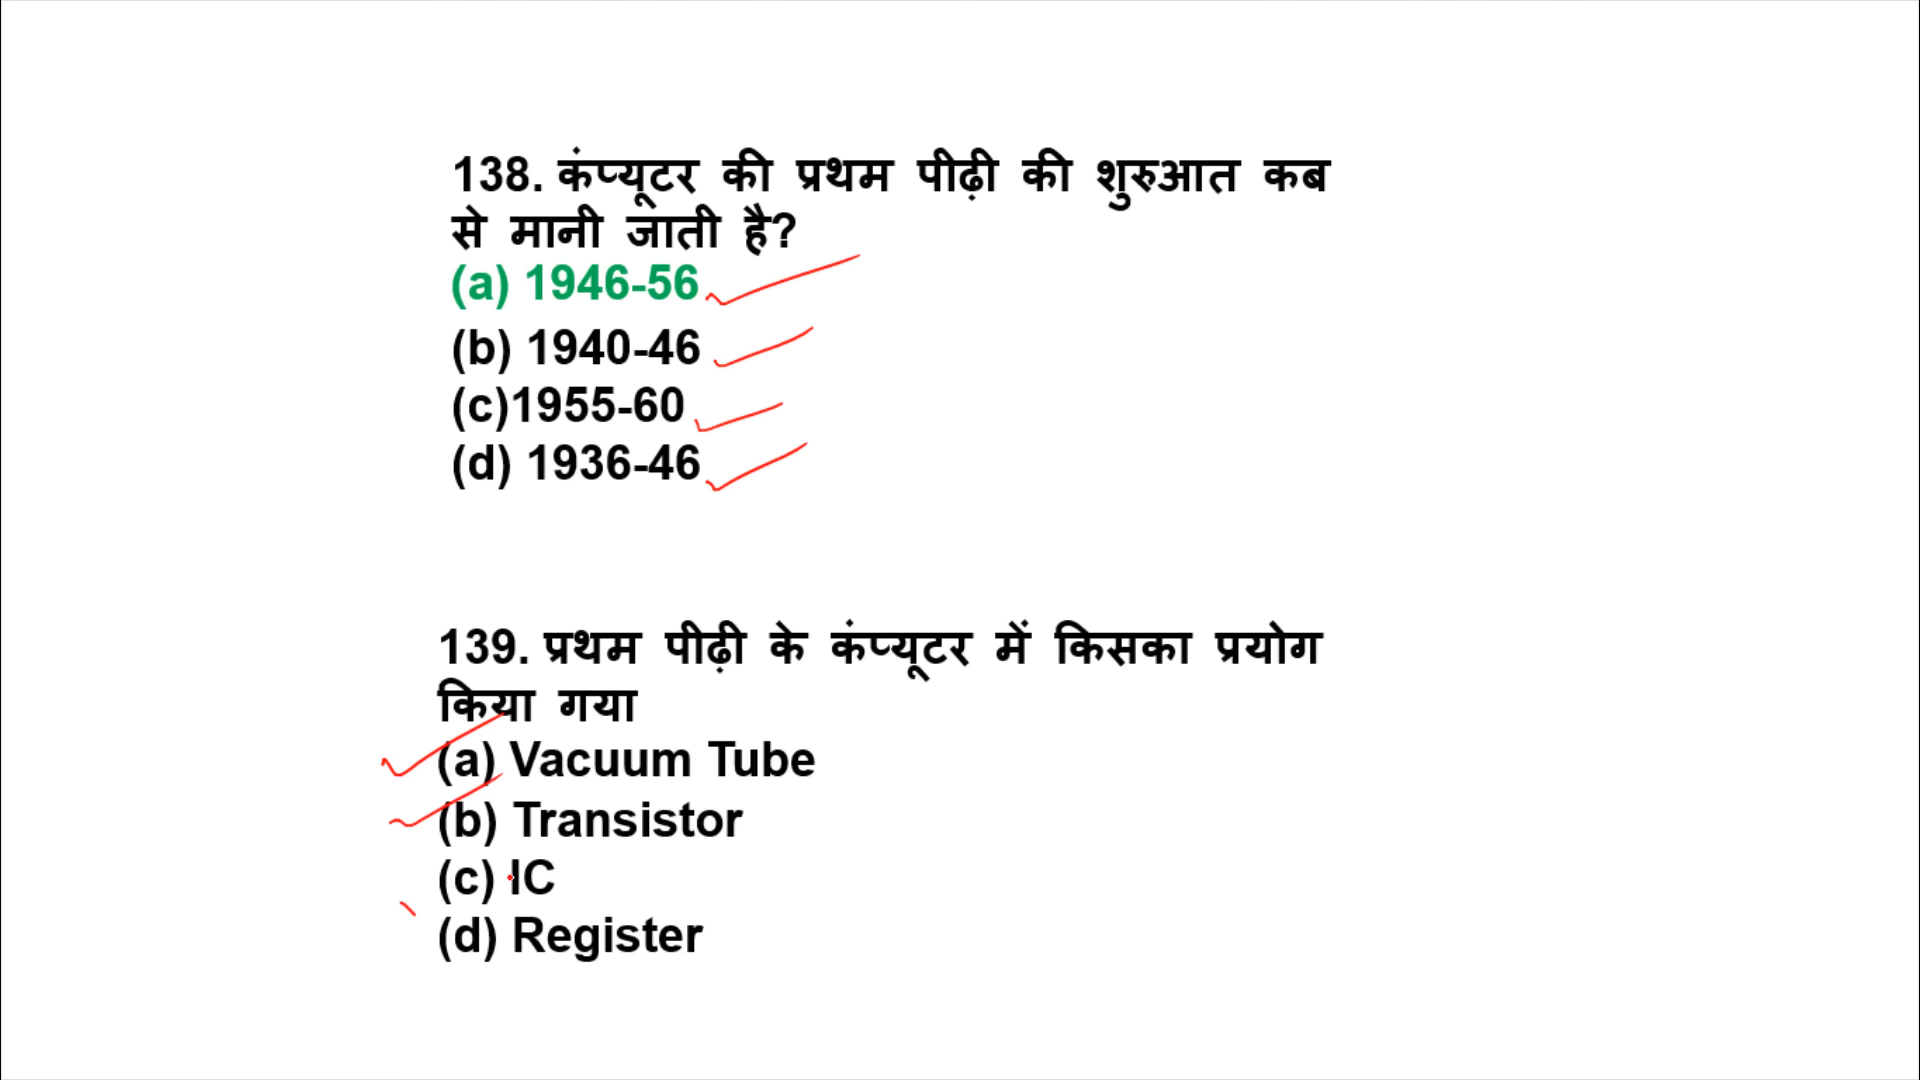 138. कंप्यूटर की प्रथम पीढ़ी की शुरुआत कब
से मानी जाती है?
(a) 1946-56
(b) 1940-46
(c)1955-60
(d) 1936-46
139. प्रथम पीढ़ी के कंप्यूटर में किसका प्रयोग
किया गया
(a) Vacuum Tube
(b) Transistor
(c) IC
(d) Register